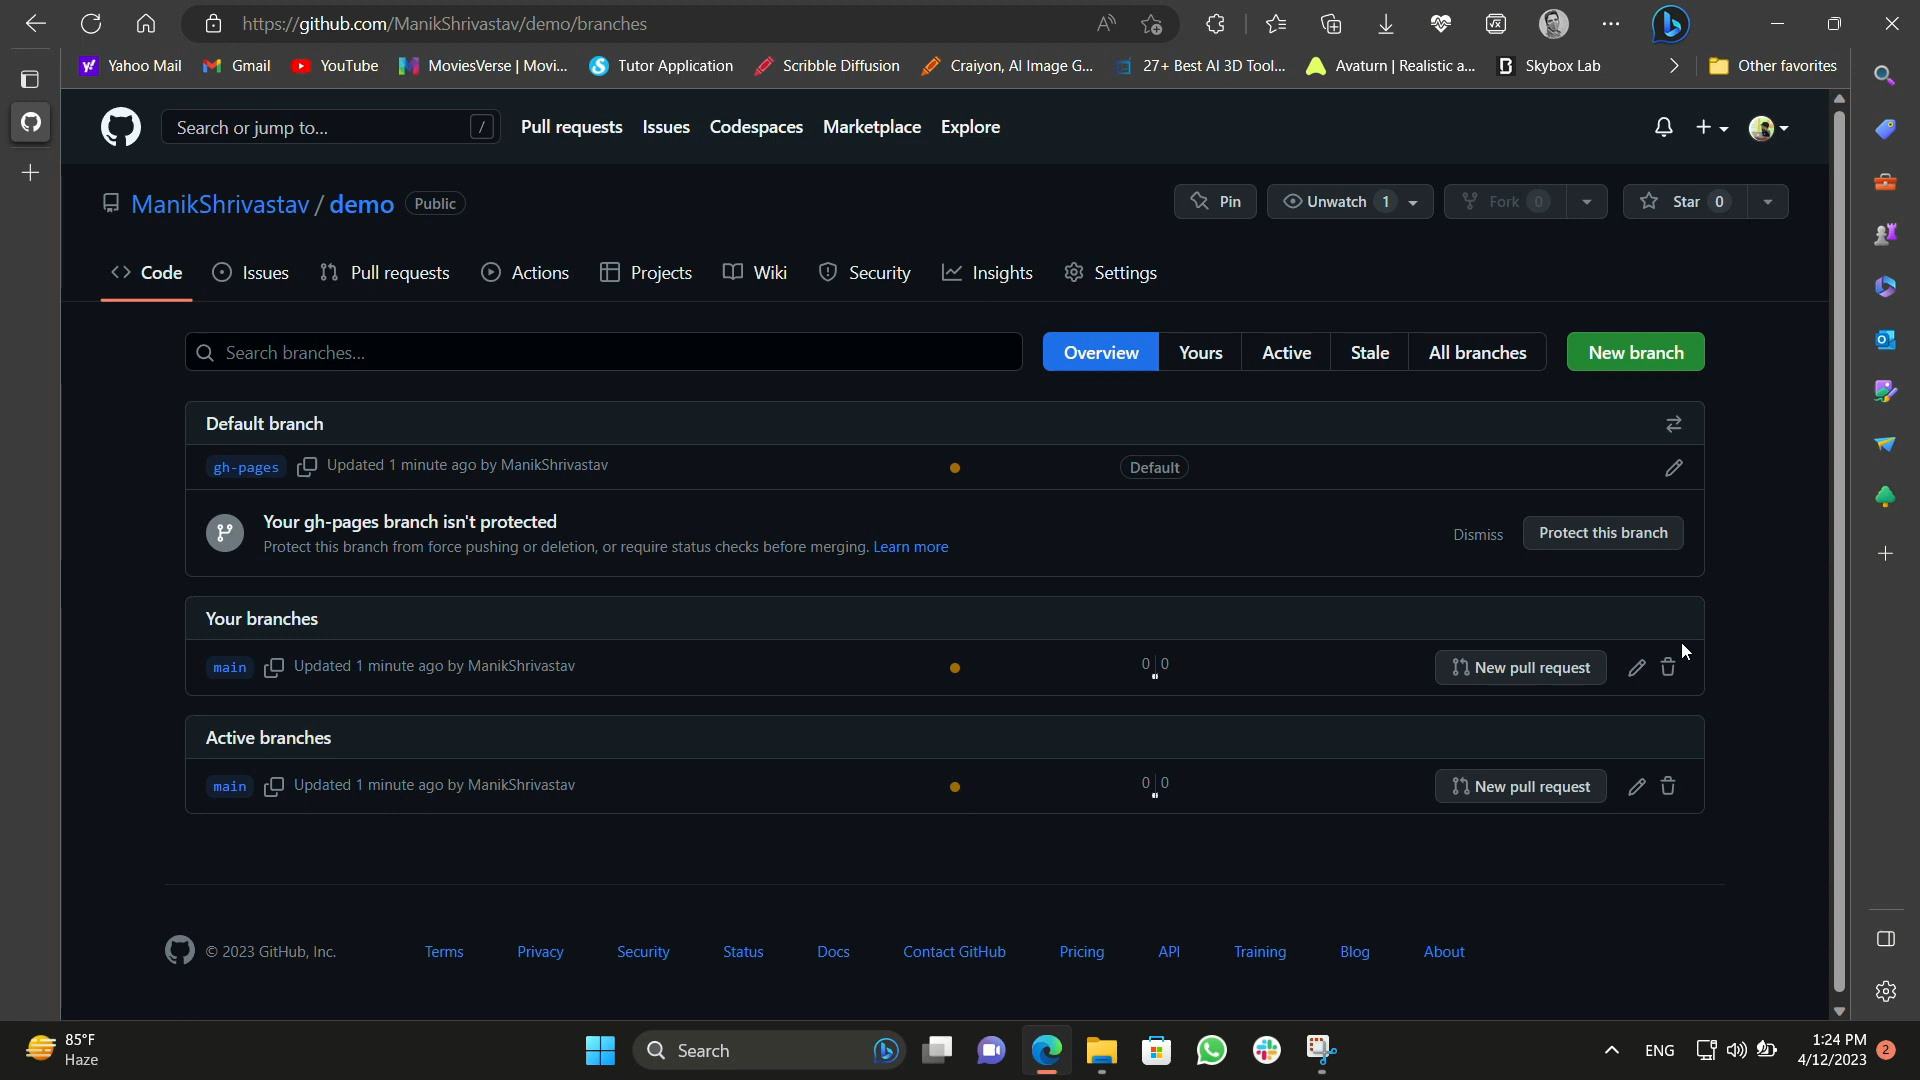 https://github.com/ManikShrivastav/demo/branches
Yahoo Mail
Gmail
YouTube
MoviesVerse | Movi...
Tutor Application
Scribble Diffusion
Craiyon, AI Image G...
27+ Best AI 3D Tool...
Avaturn | Realistic a...
Skybox Lab
Other favorites
Search or jump to...
/
Pull requests
Issues
Codespaces
Marketplace
Explore
ManikShrivastav / demo
Public
Pin
Unwatch 1
Fork 0
Star 0
Code
Issues
Pull requests
Actions
Projects
Wiki
Security
Insights
Settings
Search branches...
Overview
Yours
Active
Stale
All branches
New branch
Default branch
gh-pages
Updated 1 minute ago by ManikShrivastav
Default
Your gh-pages branch isn't protected
Protect this branch from force pushing or deletion, or require status checks before merging. Learn more
Dismiss
Protect this branch
Your branches
main
Updated 1 minute ago by ManikShrivastav
0 | 0
New pull request
Active branches
main
Updated 1 minute ago by ManikShrivastav
0 | 0
New pull request
© 2023 GitHub, Inc.
Terms
Privacy
Security
Status
Docs
Contact GitHub
Pricing
API
Training
Blog
About
85°F
Haze
Search
ENG
1:24 PM
4/12/2023
2